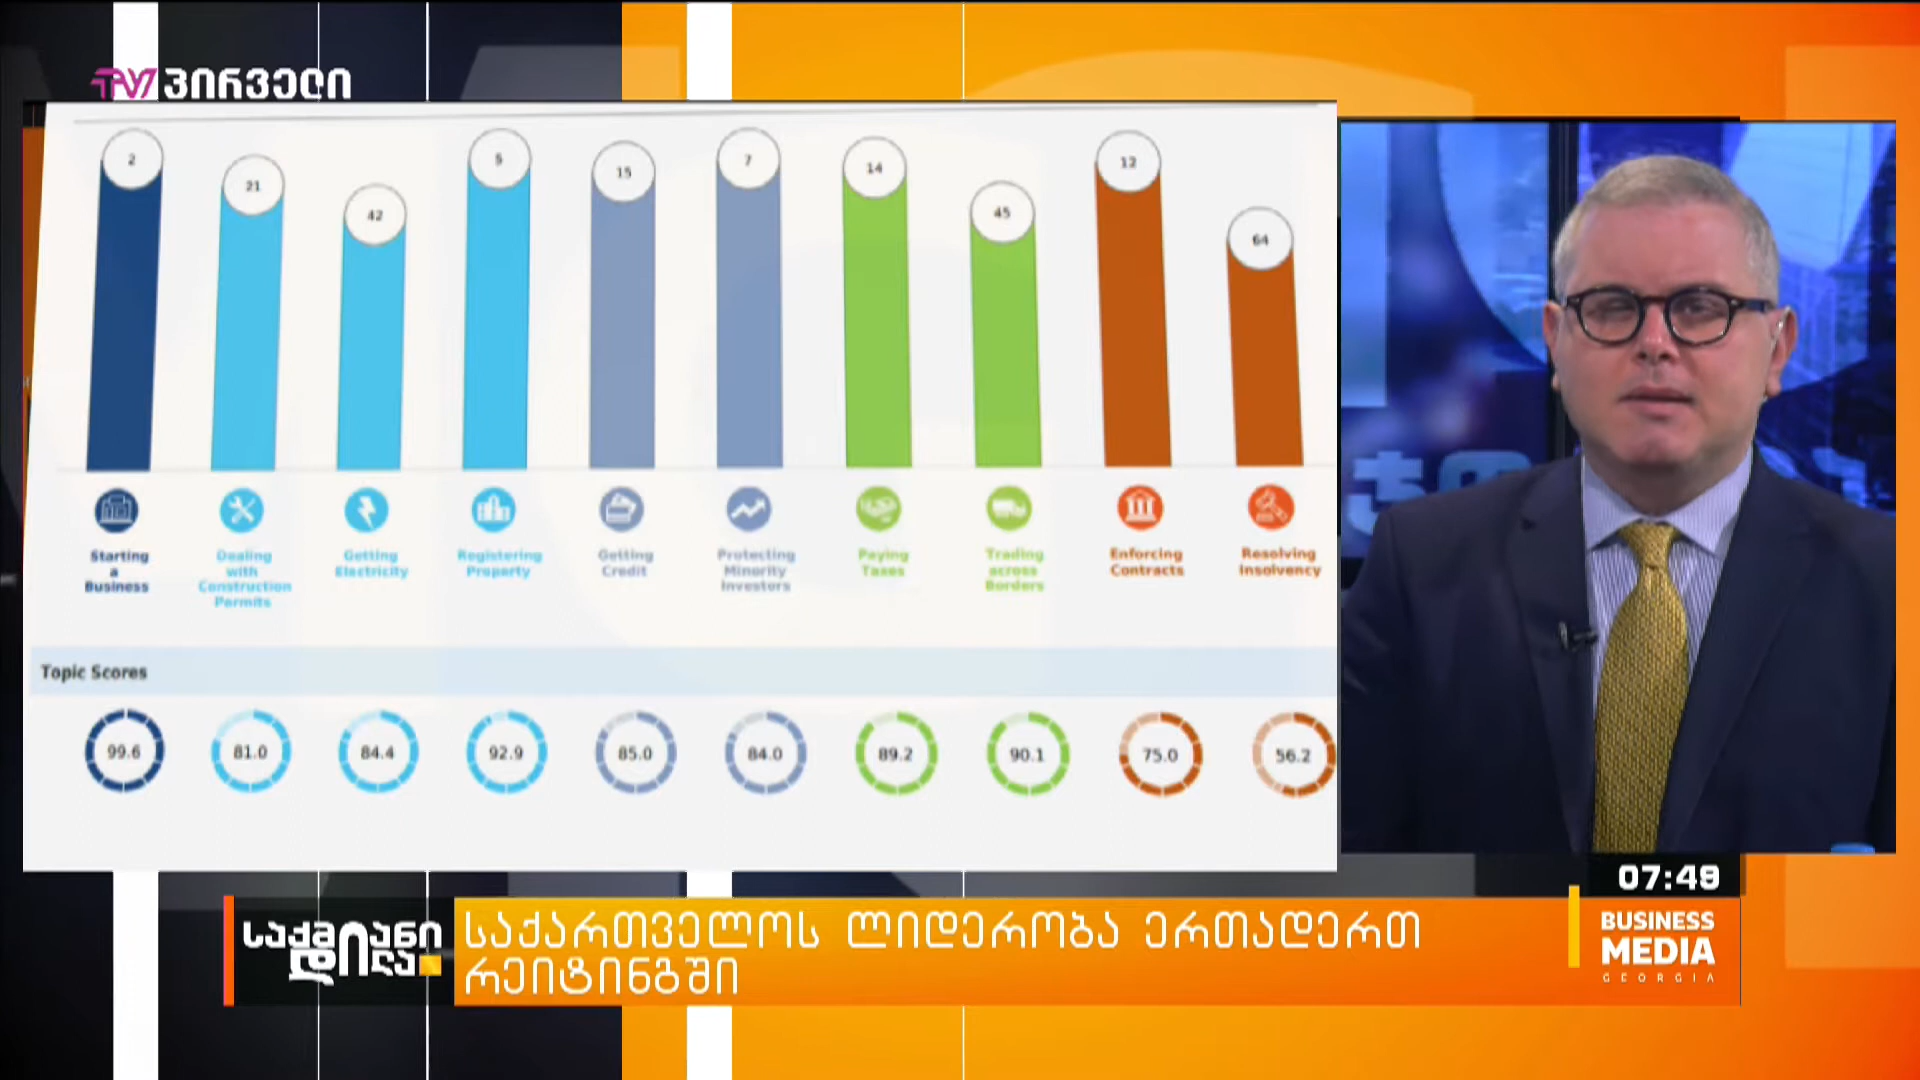 TV პირველი
2
21
42
5
15
7
14
45
12
64
Starting
a
Business
Dealing
with
Construction
Permits
Getting
Electricity
Registering
Property
Getting
Credit
Protecting
Minority
Investors
Paying
Taxes
Trading
across
Borders
Enforcing
Contracts
Resolving
Insolvency
Topic Scores
99.6
81.0
84.4
92.9
85.0
84.0
89.2
90.1
75.0
56.2
07:49
საქმიანი
დილა
საქართველოს ლიდერობა ერთადერთ
რეიტინგში
BUSINESS
MEDIA
GEORGIA